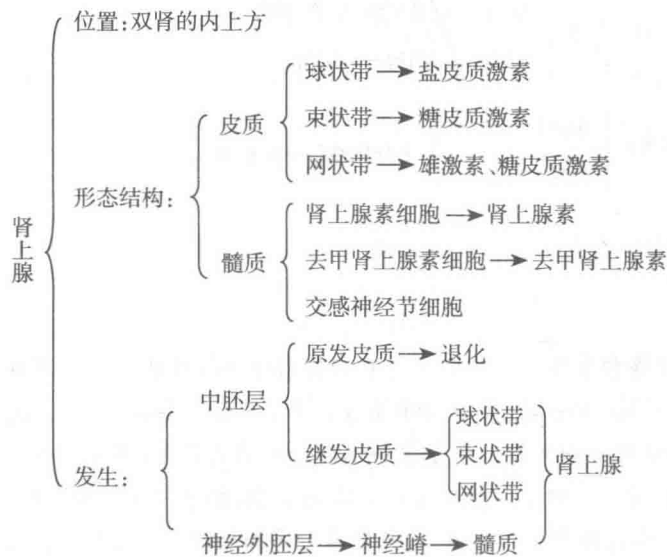 位置:双肾的内上方
球状带→盐皮质激素
皮质
束状带→糖皮质激素
网状带→雄激素、糖皮质激素
形态结构:
肾上腺
肾上腺素细胞→肾上腺素
髓质
去甲肾上腺素细胞→去甲肾上腺素
交感神经节细胞
原发皮质→退化
中胚层
球状带
继发皮质→束状带
肾上腺
发生:
网状带
神经外胚层→神经嵴→髓质